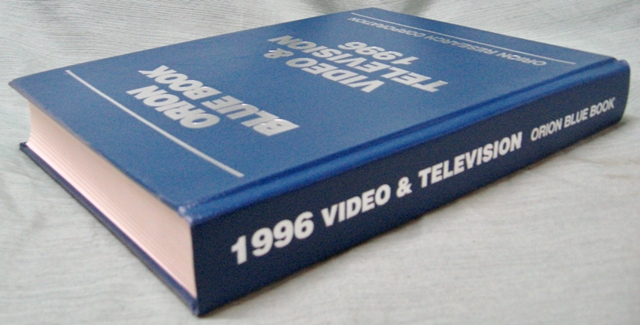 ORION
BLUE BOOK
VIDEO &
TELEVISION
1996
ORION RESEARCH CORPORATION
1996 VIDEO & TELEVISION ORION BLUE BOOK